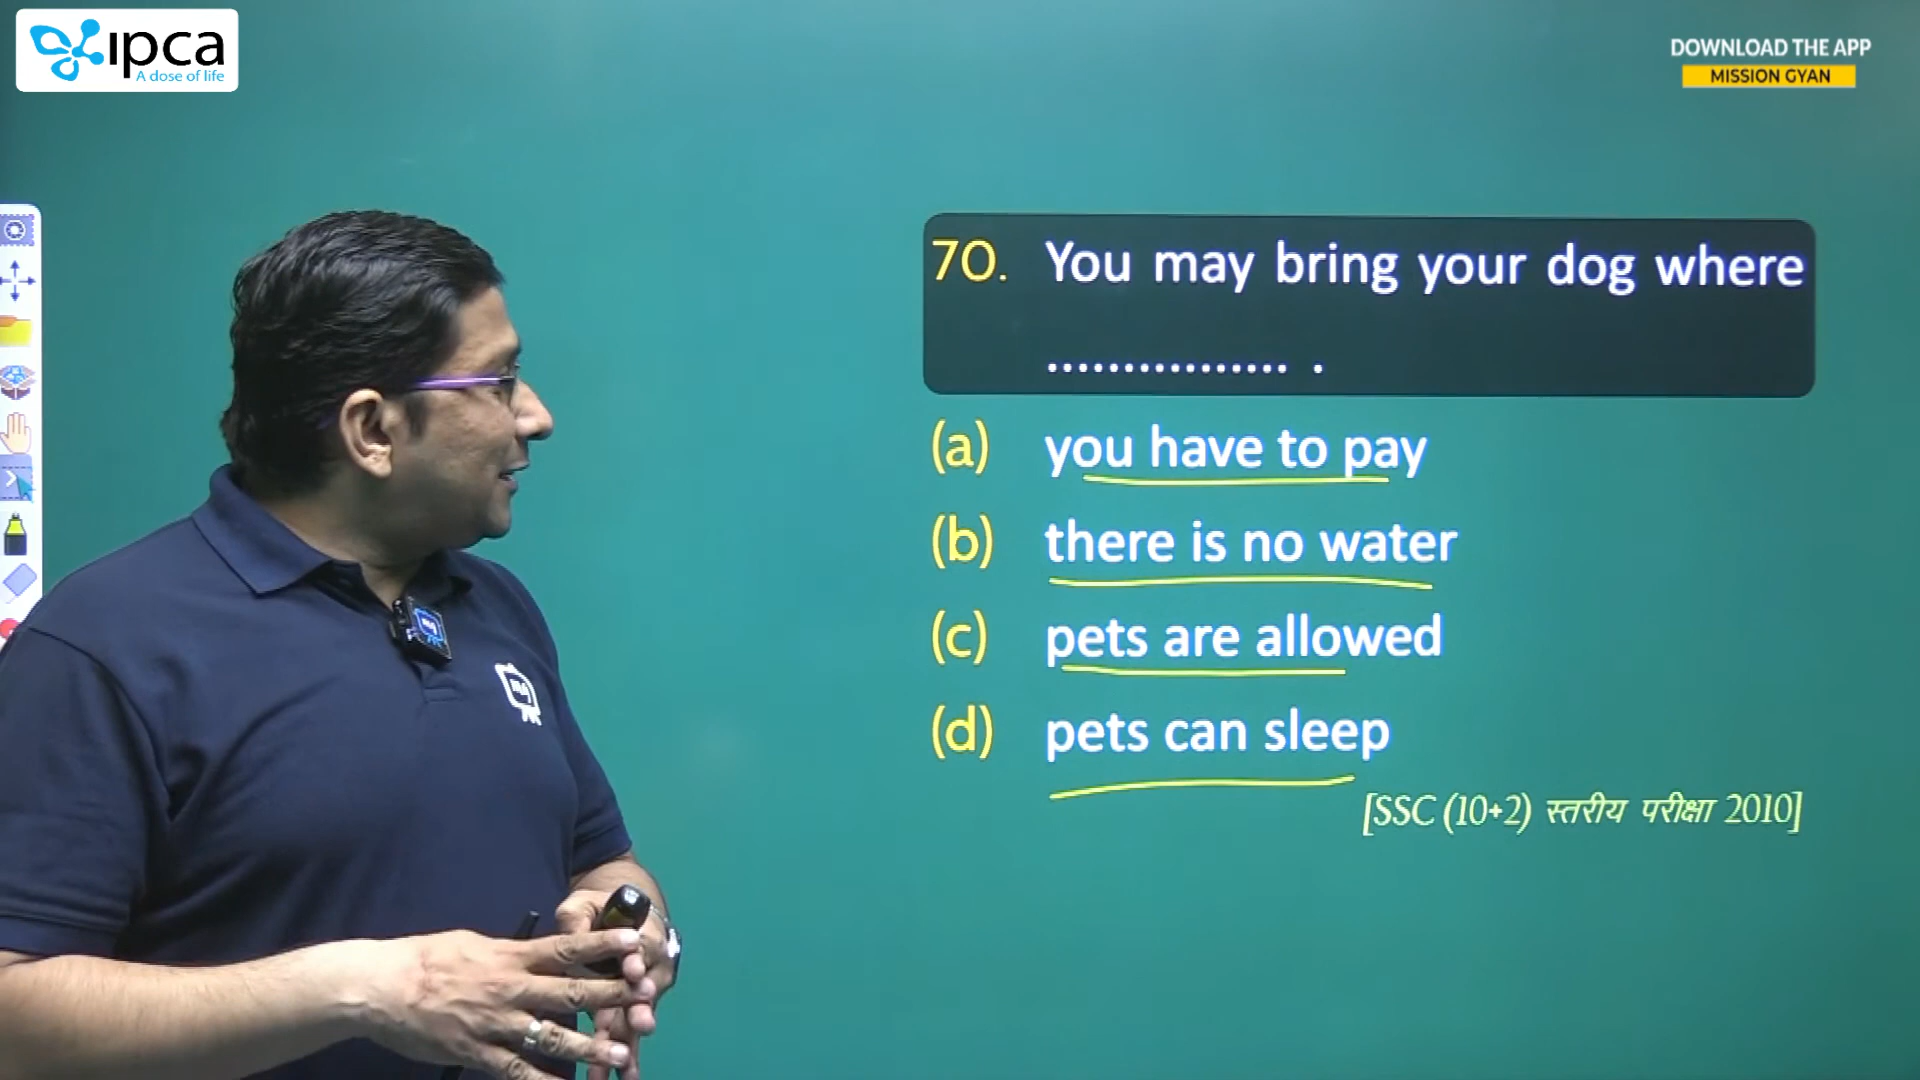 ipca
A dose of life
DOWNLOAD THE APP
MISSION GYAN
70. You may bring your dog where
................ .
(a) you have to pay
(b) there is no water
(c) pets are allowed
(d) pets can sleep
[SSC (10+2) स्तरीय परीक्षा 2010]